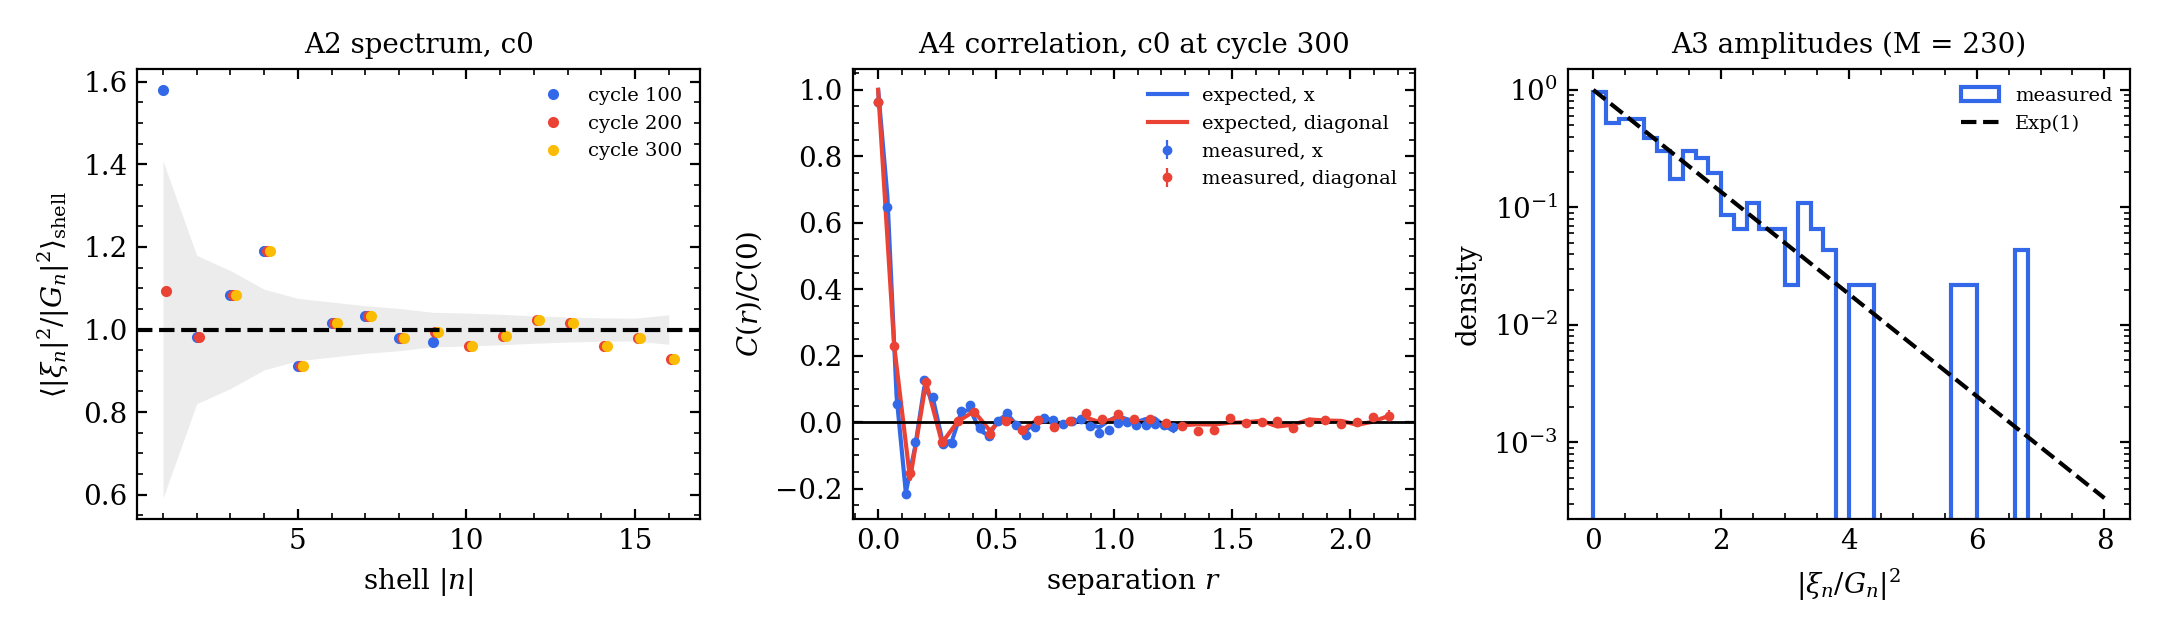 A2 spectrum, c0
1.6
1.4
1.2
1.0
0.8
0.6
⟨|ξₙ|²/|Gₙ|²⟩shell
cycle 100
cycle 200
cycle 300
5
10
15
shell |n|
A4 correlation, c0 at cycle 300
1.0
0.8
0.6
0.4
0.2
0.0
−0.2
C(r)/C(0)
expected, x
expected, diagonal
measured, x
measured, diagonal
0.0
0.5
1.0
1.5
2.0
separation r
A3 amplitudes (M = 230)
10⁰
10⁻¹
10⁻²
10⁻³
density
measured
Exp(1)
0
2
4
6
8
|ξₙ/Gₙ|²